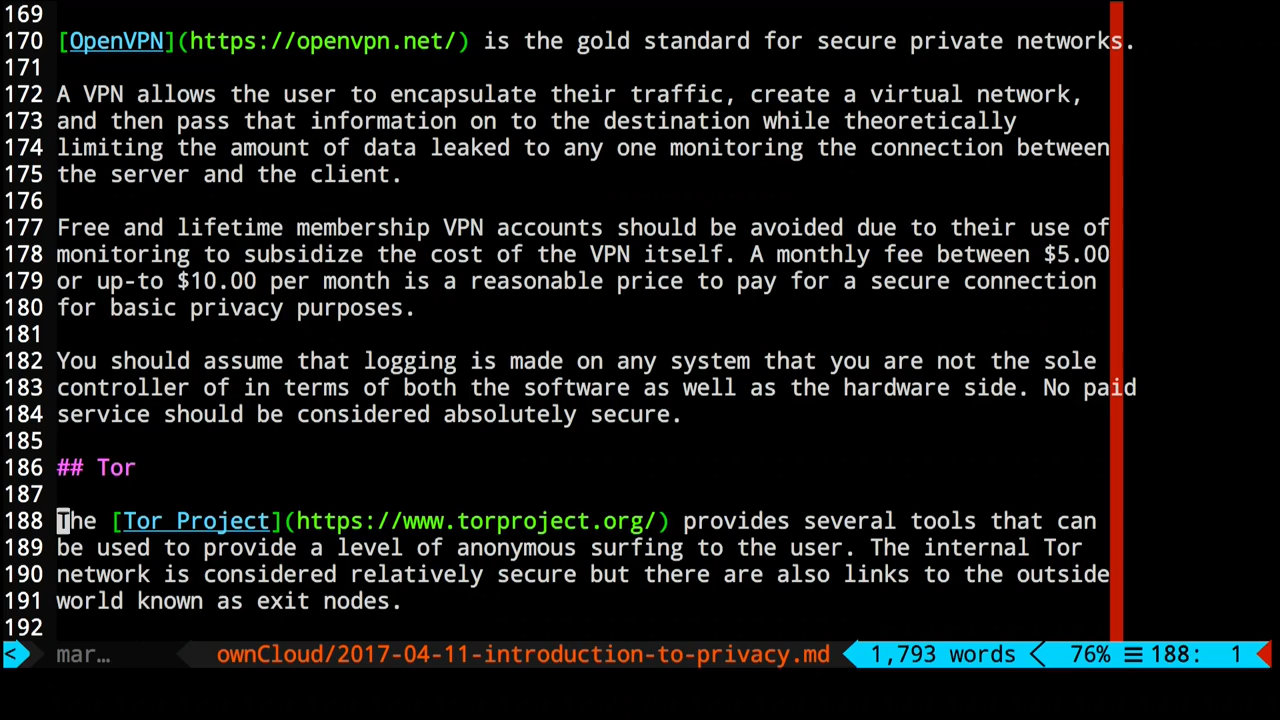 169
170 [OpenVPN](https://openvpn.net/) is the gold standard for secure private networks.
171
172 A VPN allows the user to encapsulate their traffic, create a virtual network,
173 and then pass that information on to the destination while theoretically
174 limiting the amount of data leaked to any one monitoring the connection between
175 the server and the client.
176
177 Free and lifetime membership VPN accounts should be avoided due to their use of
178 monitoring to subsidize the cost of the VPN itself. A monthly fee between $5.00
179 or up-to $10.00 per month is a reasonable price to pay for a secure connection
180 for basic privacy purposes.
181
182 You should assume that logging is made on any system that you are not the sole
183 controller of in terms of both the software as well as the hardware side. No paid
184 service should be considered absolutely secure.
185
186 ## Tor
187
188 The [Tor Project](https://www.torproject.org/) provides several tools that can
189 be used to provide a level of anonymous surfing to the user. The internal Tor
190 network is considered relatively secure but there are also links to the outside
191 world known as exit nodes.
192
< mar… ownCloud/2017-04-11-introduction-to-privacy.md 1,793 words < 76% ☰ 188: 1